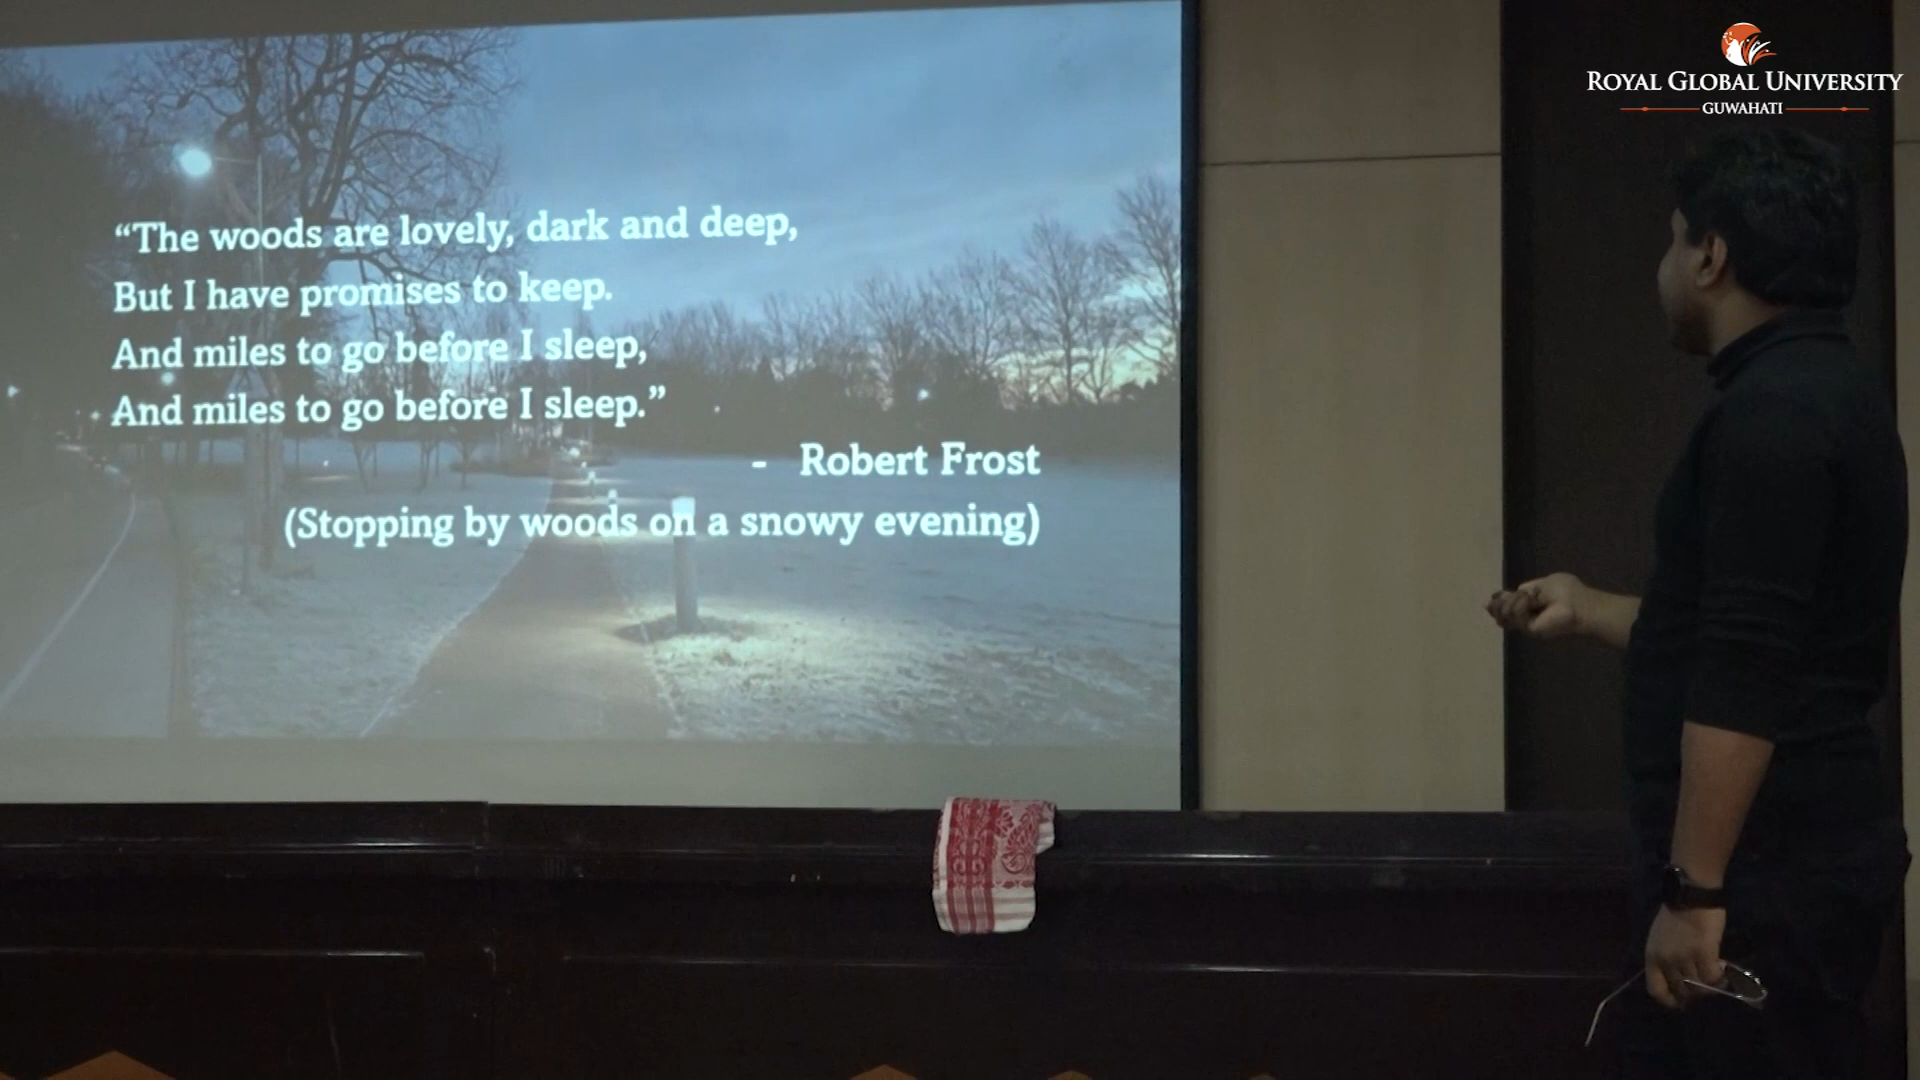 “The woods are lovely, dark and deep,
But I have promises to keep.
And miles to go before I sleep,
And miles to go before I sleep.”
- Robert Frost
(Stopping by woods on a snowy evening)
ROYAL GLOBAL UNIVERSITY
GUWAHATI